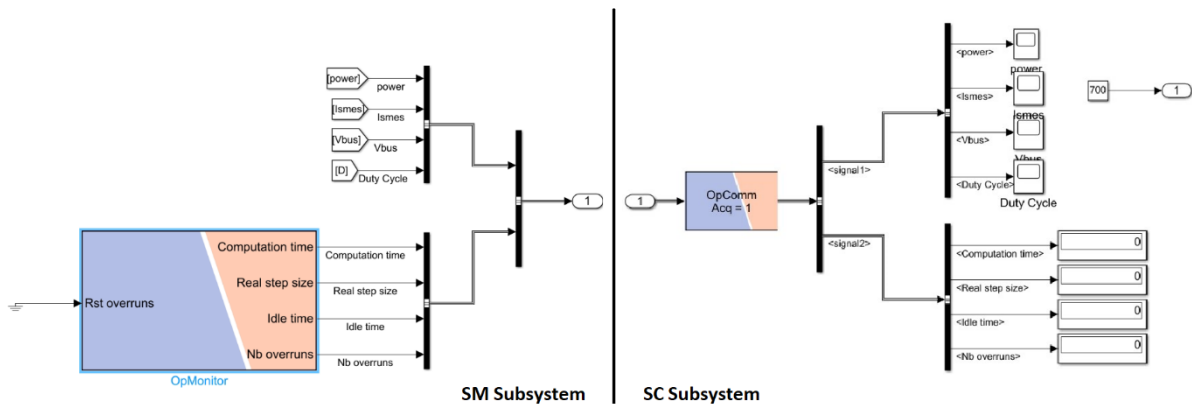 [power]
power
[Ismes]
Ismes
[Vbus]
Vbus
[D]
Duty Cycle
1
Computation time
Computation time
Real step size
Real step size
Rst overruns
Idle time
Idle time
Nb overruns
Nb overruns
OpMonitor
SM Subsystem
1
OpComm
Acq = 1
<signal1>
<signal2>
<power>
power
<Ismes>
Ismes
<Vbus>
Vbus
<Duty Cycle>
Duty Cycle
700
1
0
<Computation time>
0
<Real step size>
0
<Idle time>
0
<Nb overruns>
SC Subsystem